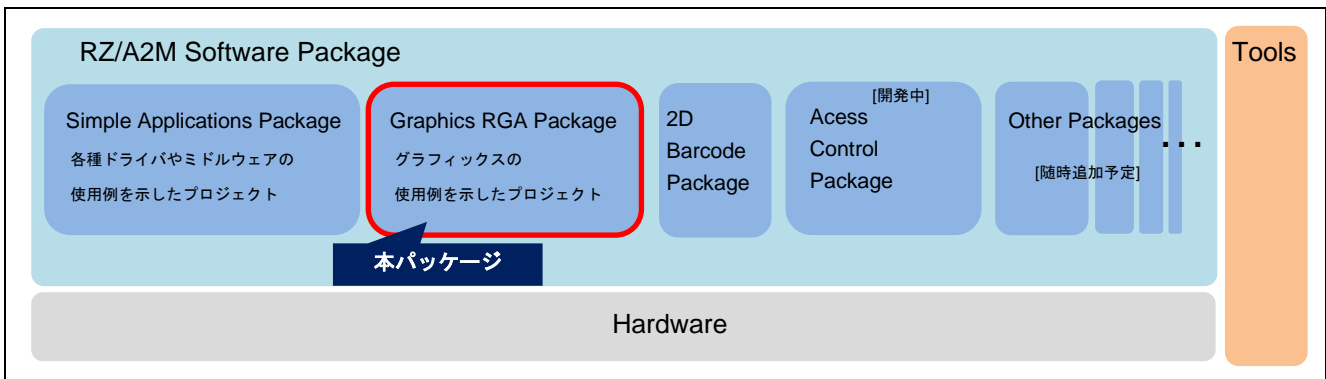 RZ/A2M Software Package
Tools
Simple Applications Package
各種ドライバやミドルウェアの
使用例を示したプロジェクト
Graphics RGA Package
グラフィックスの
使用例を示したプロジェクト
本パッケージ
2D
Barcode
Package
[開発中]
Acess
Control
Package
Other Packages
...
[随時追加予定]
Hardware